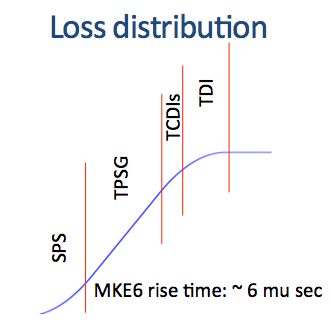 Loss distribution
SPS
TPSG
TCDIs
TDI
MKE6 rise time: ~ 6 mu sec